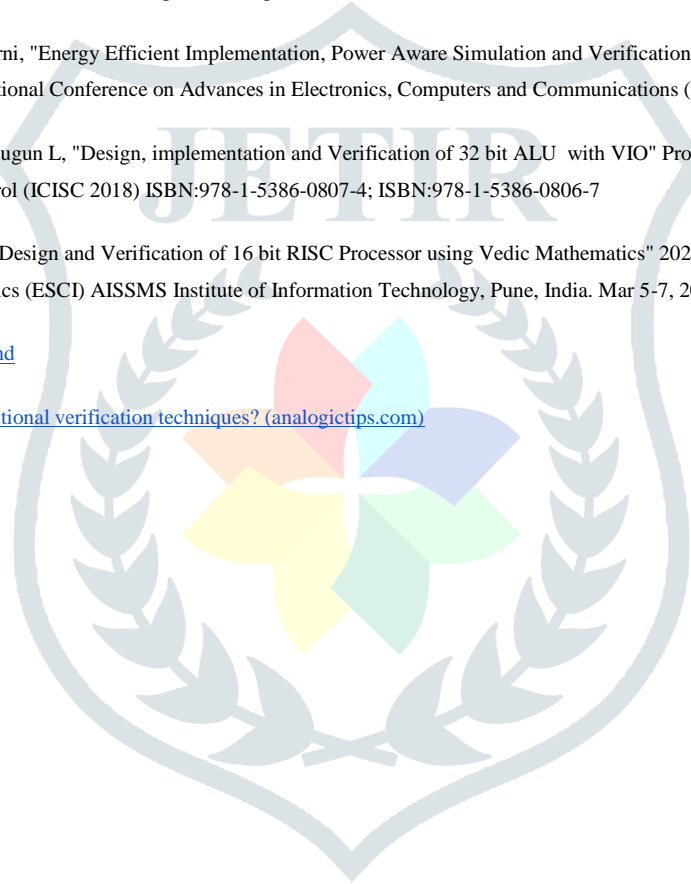 rni, "Energy Efficient Implementation, Power Aware Simulation and Verification
tional Conference on Advances in Electronics, Computers and Communications (
ugun L, "Design, implementation and Verification of 32 bit ALU with VIO" Pro
rol (ICISC 2018) ISBN:978-1-5386-0807-4; ISBN:978-1-5386-0806-7
JETIR
Design and Verification of 16 bit RISC Processor using Vedic Mathematics" 202
ics (ESCI) AISSMS Institute of Information Technology, Pune, India. Mar 5-7, 20
nd
tional verification techniques? (analogictips.com)